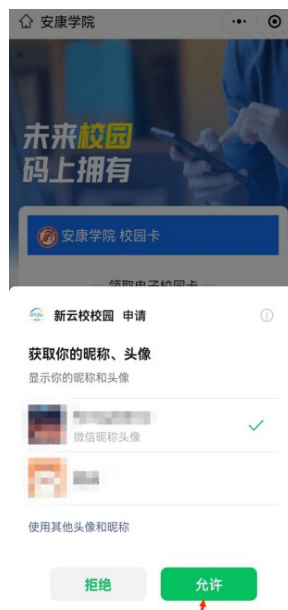 安康学院
未来校园
码上拥有
安康学院 校园卡
领取电子校园卡
新云校校园 申请
获取你的昵称、头像
显示你的昵称和头像
微信昵称头像
使用其他头像和昵称
拒绝
允许